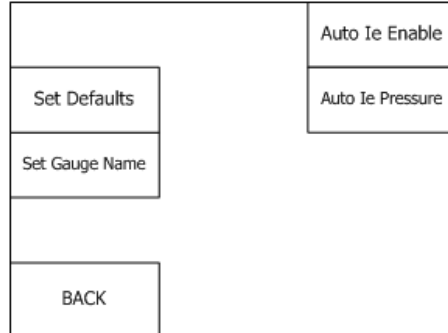 Auto Ie Enable
Set Defaults
Auto Ie Pressure
Set Gauge Name
BACK